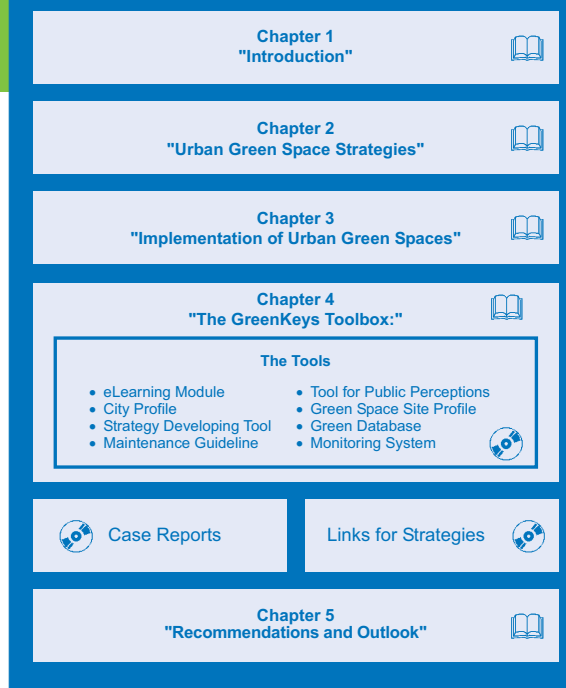 Chapter 1
"Introduction"
Chapter 2
"Urban Green Space Strategies"
Chapter 3
"Implementation of Urban Green Spaces"
Chapter 4
"The GreenKeys Toolbox:"
The Tools
• eLearning Module
• City Profile
• Strategy Developing Tool
• Maintenance Guideline
• Tool for Public Perceptions
• Green Space Site Profile
• Green Database
• Monitoring System
Case Reports
Links for Strategies
Chapter 5
"Recommendations and Outlook"